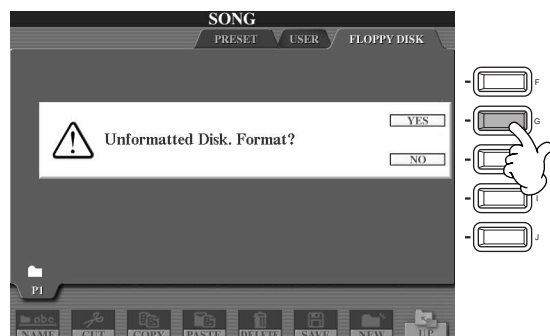 SONG
PRESET USER FLOPPY DISK
F
YES
G
Unformatted Disk. Format?
NO
I
J
P1
abc
NAME CUT COPY PASTE DELETE SAVE NEW UP